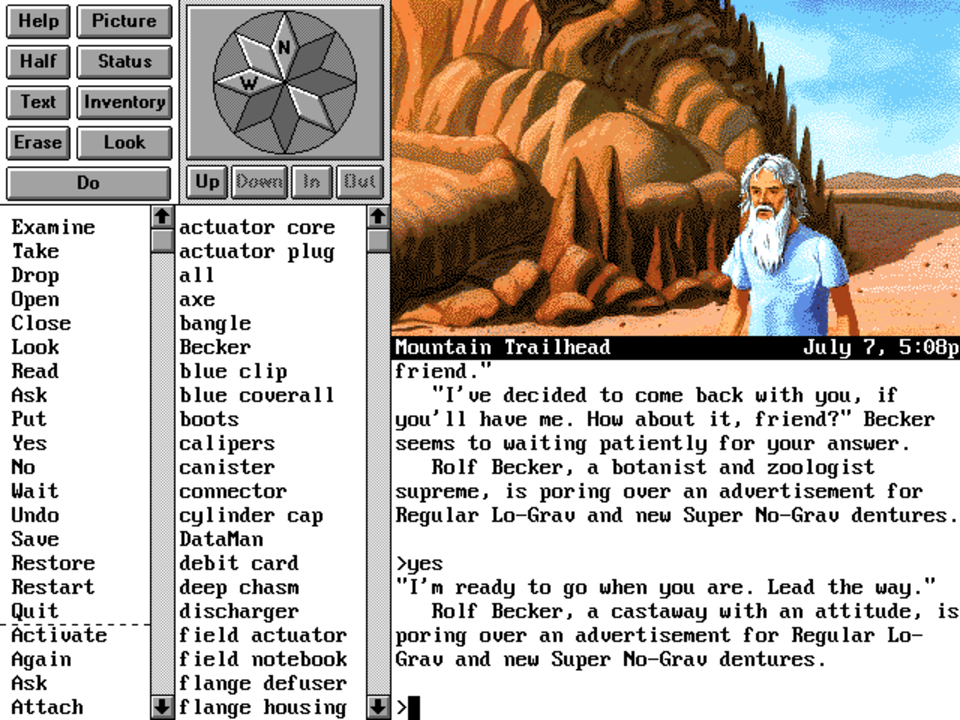 Help Picture
Half Status
Text Inventory
Erase Look
Do
N
W
Up Down In Out
Examine
Take
Drop
Open
Close
Look
Read
Ask
Put
Yes
No
Wait
Undo
Save
Restore
Restart
Quit
Activate
Again
Ask
Attach
actuator core
actuator plug
all
axe
bangle
Becker
blue clip
blue coverall
boots
calipers
canister
connector
cylinder cap
DataMan
debit card
deep chasm
discharger
field actuator
field notebook
flange defuser
flange housing
Mountain Trailhead July 7, 5:08p
friend."
"I've decided to come back with you, if
you'll have me. How about it, friend?" Becker
seems to waiting patiently for your answer.
Rolf Becker, a botanist and zoologist
supreme, is poring over an advertisement for
Regular Lo-Grav and new Super No-Grav dentures.
>yes
"I'm ready to go when you are. Lead the way."
Rolf Becker, a castaway with an attitude, is
poring over an advertisement for Regular Lo-
Grav and new Super No-Grav dentures.
>